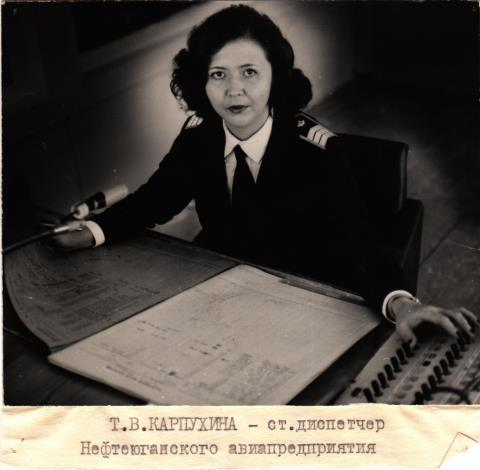 Т.В.КАРПУХИНА – ст.диспетчер
Нефтеюганского авиапредприятия